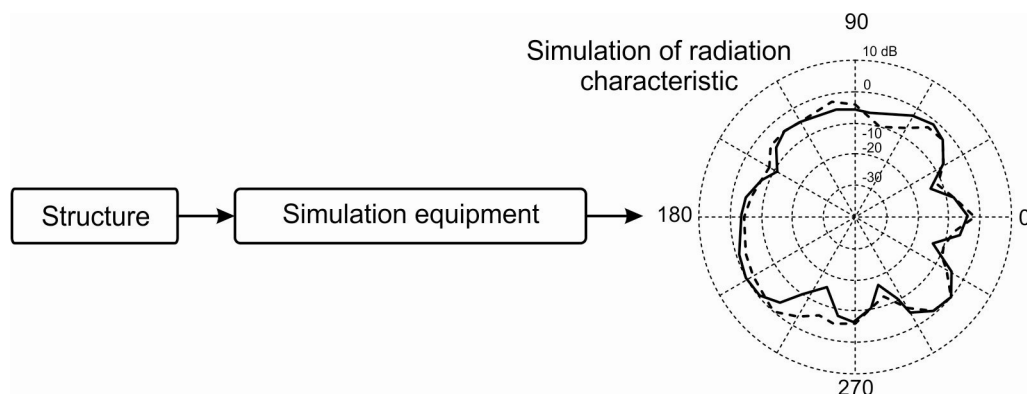 90
Simulation of radiation
characteristic
10 dB
0
-10
-20
-30
Structure
Simulation equipment
180
0
270